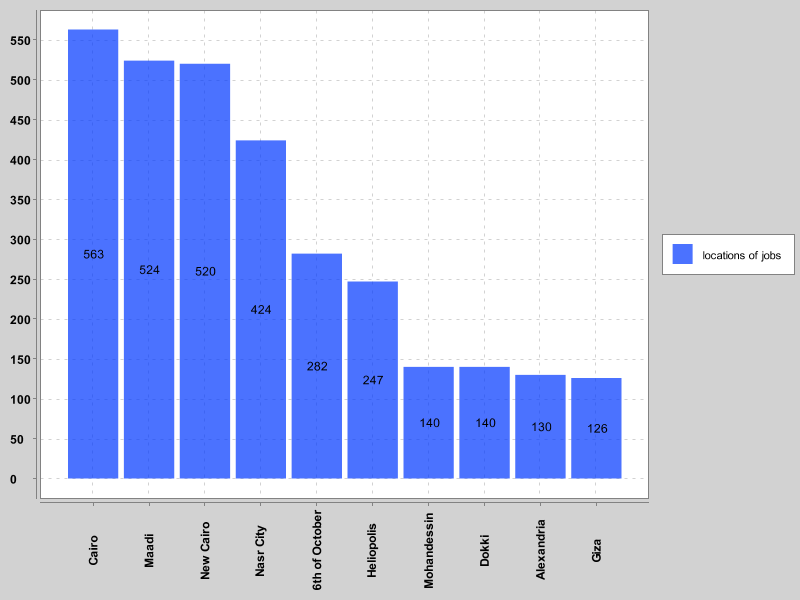 550
500
450
400
350
300
250
200
150
100
50
0
563
524
520
424
282
247
140
140
130
126
Cairo
Maadi
New Cairo
Nasr City
6th of October
Heliopolis
Mohandessin
Dokki
Alexandria
Giza
locations of jobs